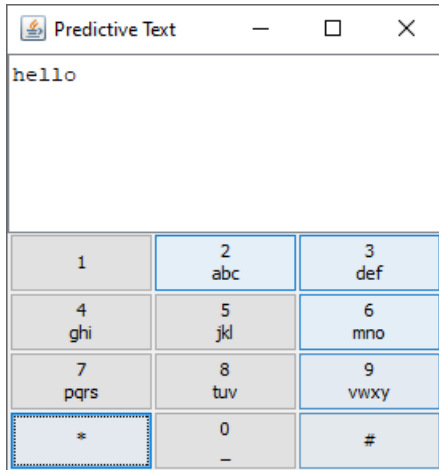 Predictive Text
hello
1
2
abc
3
def
4
ghi
5
jkl
6
mno
7
pqrs
8
tuv
9
vwxy
*
0
_
#